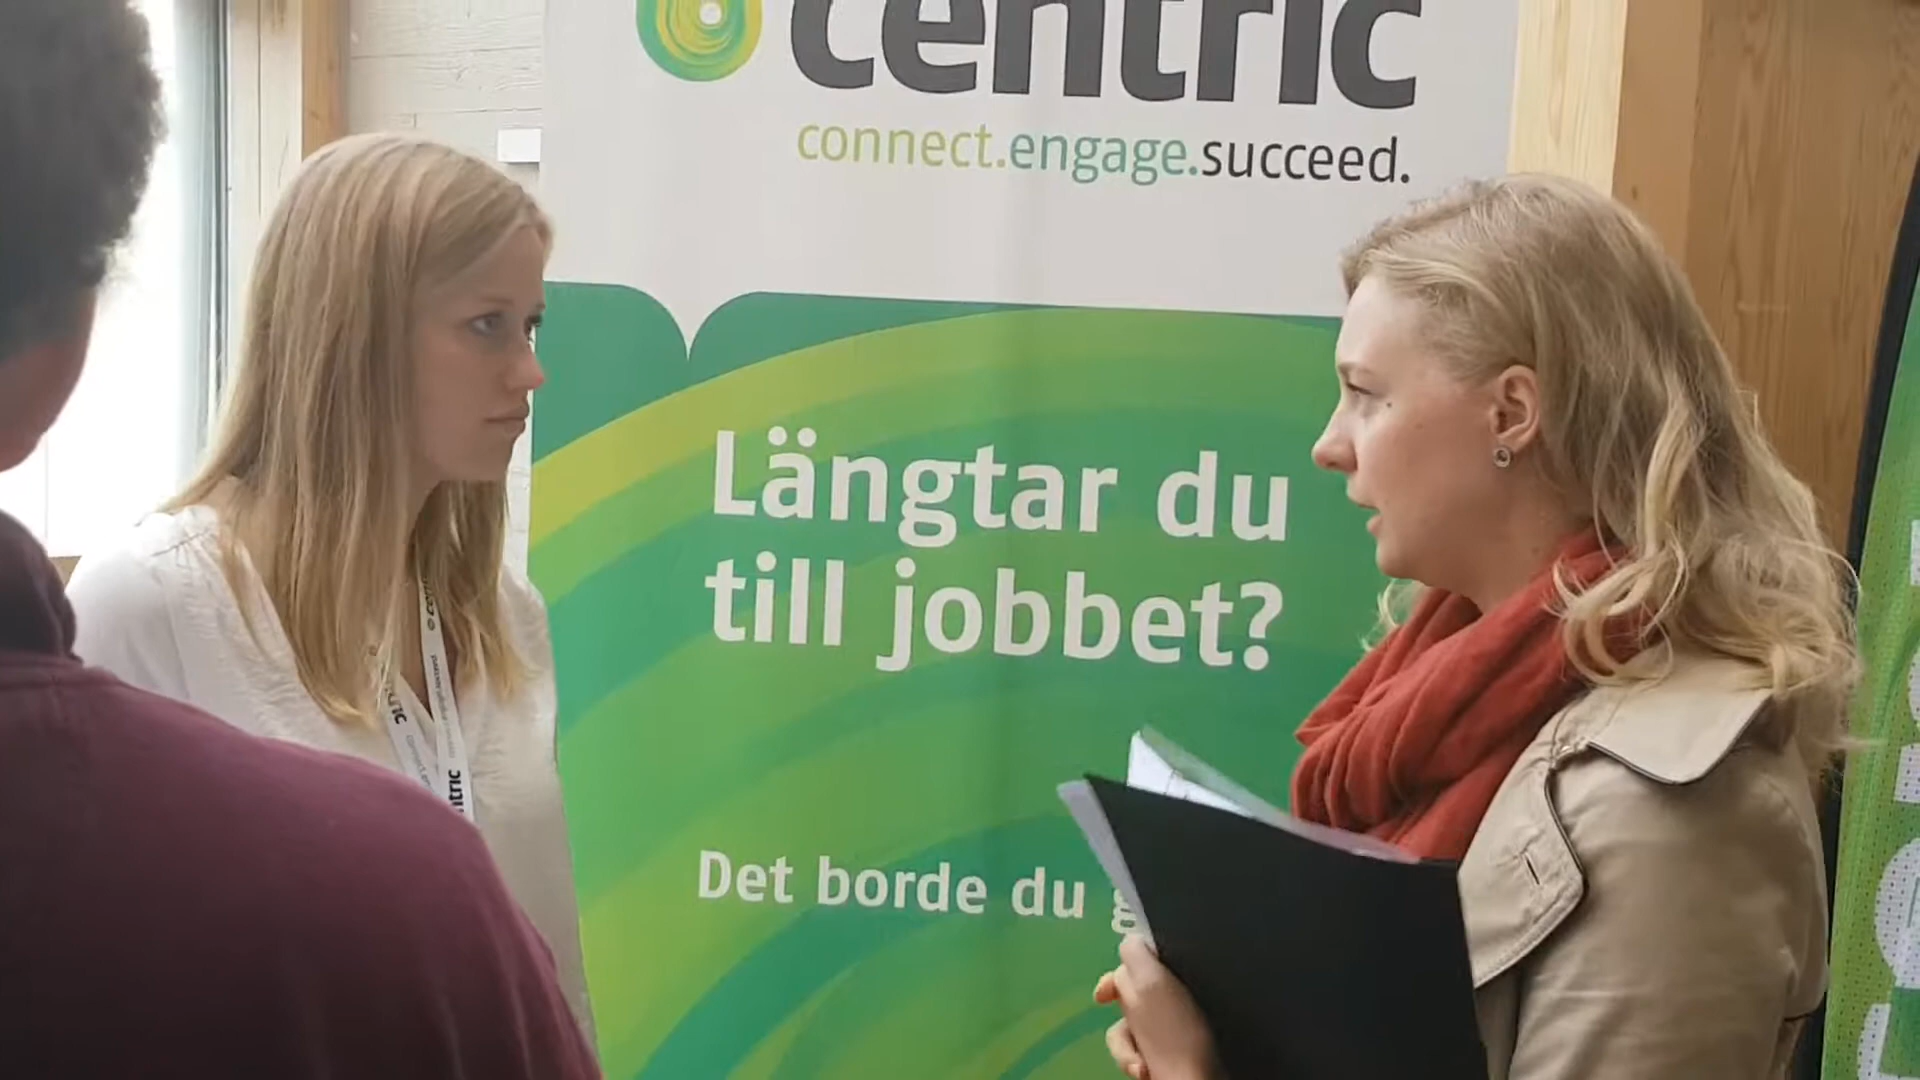 centric
connect.engage.succeed.
Längtar du
till jobbet?
Det borde du